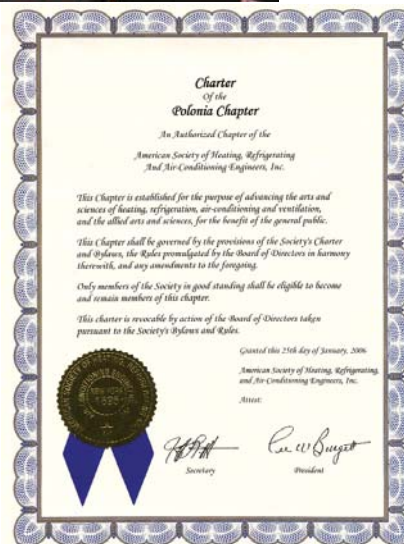 Charter
Of the
Polonia Chapter
An Authorized Chapter of the
American Society of Heating, Refrigerating
And Air-Conditioning Engineers, Inc.
This Chapter is established for the purpose of advancing the arts and
sciences of heating, refrigeration, air-conditioning and ventilation,
and the allied arts and sciences, for the benefit of the general public.
This Chapter shall be governed by the provisions of the Society's Charter
and Bylaws, the Rules promulgated by the Board of Directors in harmony
therewith, and any amendments to the foregoing.
Only members of the Society in good standing shall be eligible to become
and remain members of this chapter.
This charter is revocable by action of the Board of Directors taken
pursuant to the Society's Bylaws and Rules.
Granted this 25th day of January, 2006
American Society of Heating, Refrigerating,
and Air-Conditioning Engineers, Inc.
Attest:
Secretary
President